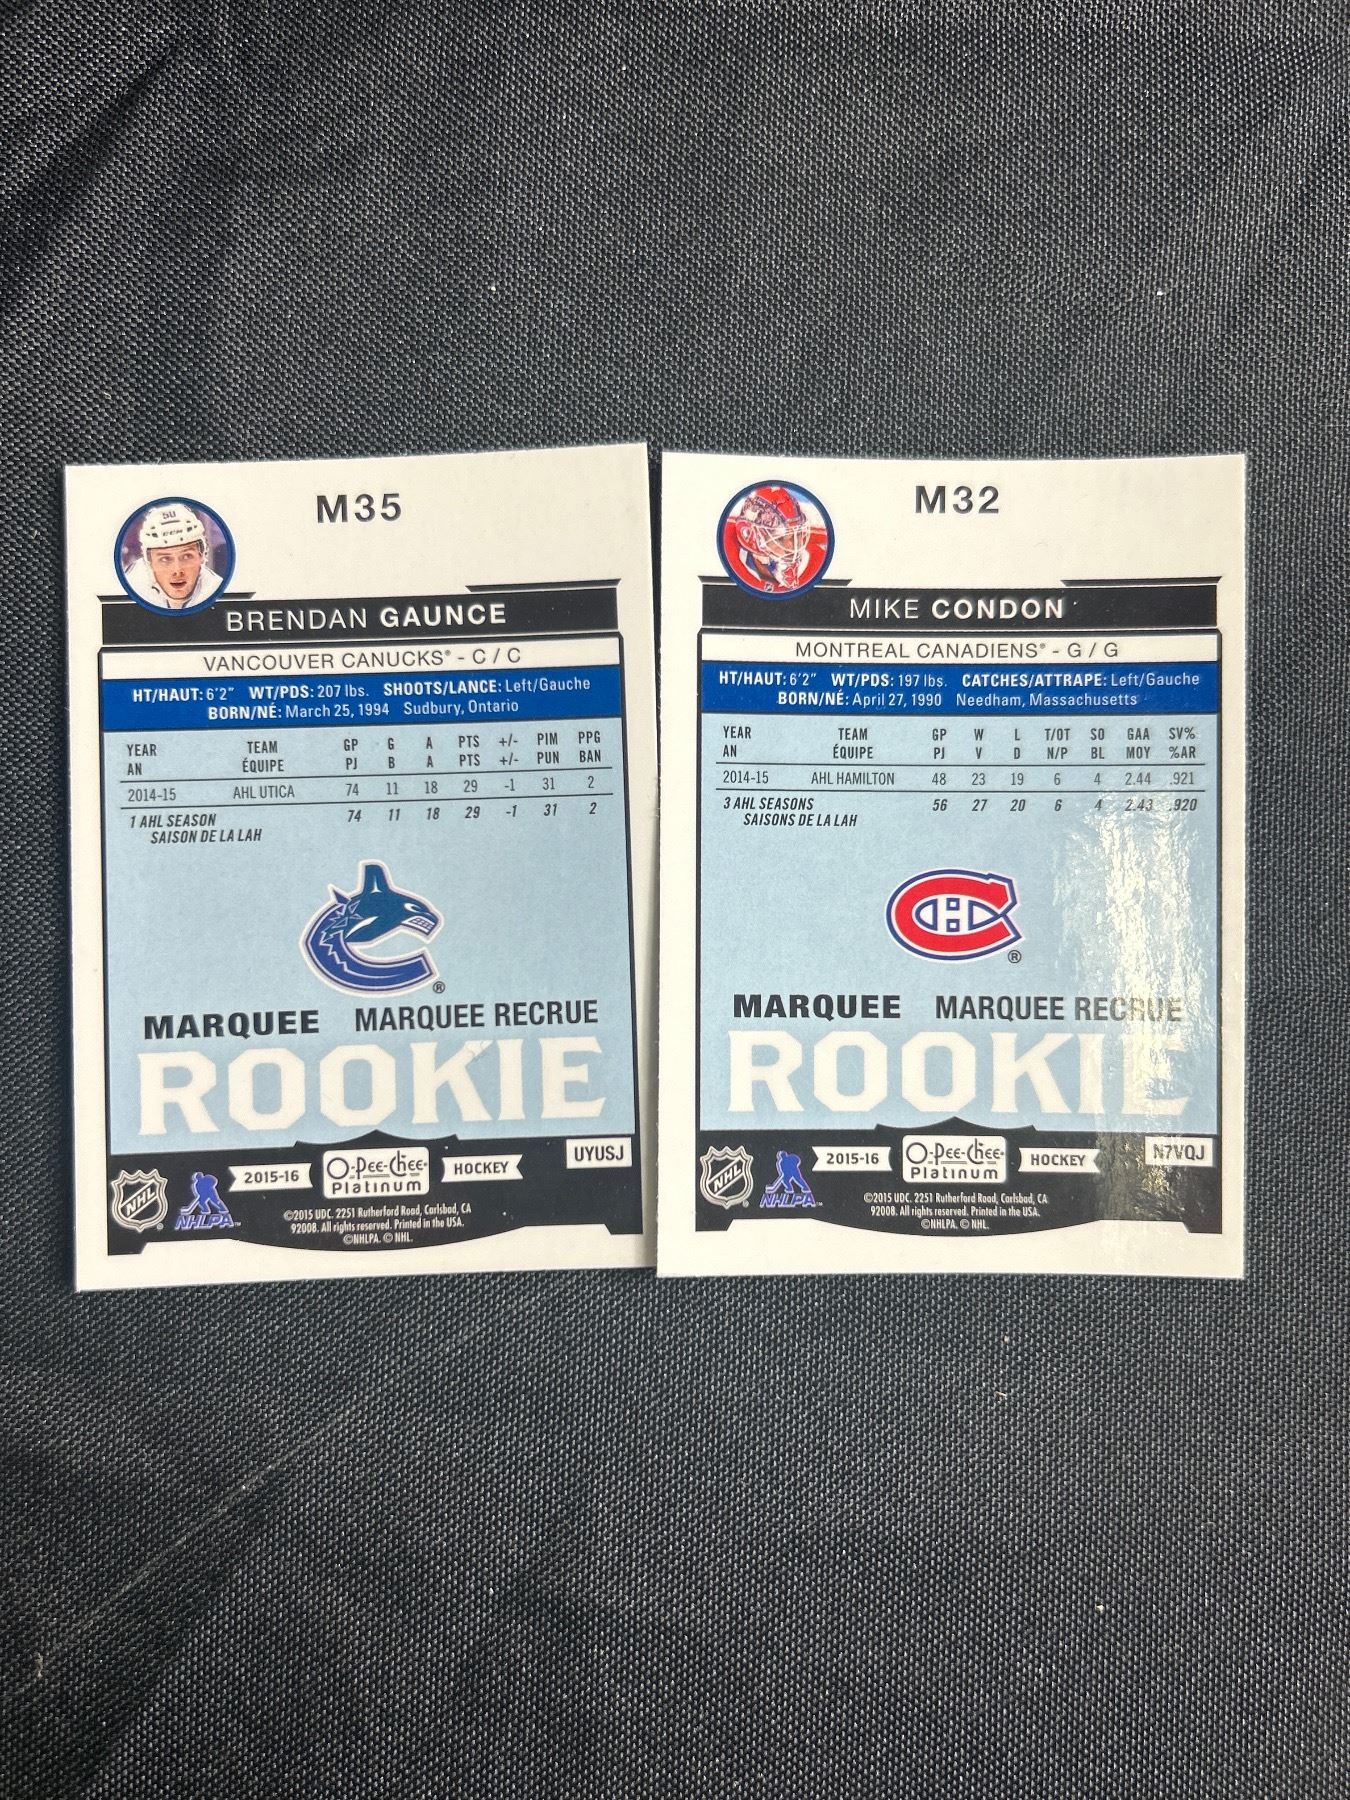 M35
50
CCM
BRENDAN GAUNCE
VANCOUVER CANUCKS® - C / C
HT/HAUT: 6'2" WT/PDS: 207 lbs. SHOOTS/LANCE: Left/Gauche
BORN/NÉ: March 25, 1994 Sudbury, Ontario
YEAR TEAM GP G A PTS +/- PIM PPG
AN ÉQUIPE PJ B A PTS +/- PUN BAN
2014-15 AHL UTICA 74 11 18 29 -1 31 2
1 AHL SEASON 74 11 18 29 -1 31 2
SAISON DE LA LAH
®
MARQUEE MARQUEE RECRUE
ROOKIE
UYUSJ
NHL NHLPA 2015-16 O-Pee-Chee Platinum HOCKEY
©2015 UDC. 2251 Rutherford Road, Carlsbad, CA
92008. All rights reserved. Printed in the USA.
©NHLPA. © NHL.
M32
MIKE CONDON
MONTREAL CANADIENS® - G / G
HT/HAUT: 6'2" WT/PDS: 197 lbs. CATCHES/ATTRAPE: Left/Gauche
BORN/NÉ: April 27, 1990 Needham, Massachusetts
YEAR TEAM GP W L T/OT SO GAA SV%
AN ÉQUIPE PJ V D N/P BL MOY %AR
2014-15 AHL HAMILTON 48 23 19 6 4 2.44 .921
3 AHL SEASONS 56 27 20 6 4 2.43 .920
SAISONS DE LA LAH
CH
®
MARQUEE MARQUEE RECRUE
ROOKIE
N7VQJ
NHL NHLPA 2015-16 O-Pee-Chee Platinum HOCKEY
©2015 UDC. 2251 Rutherford Road, Carlsbad, CA
92008. All rights reserved. Printed in the USA.
©NHLPA. © NHL.